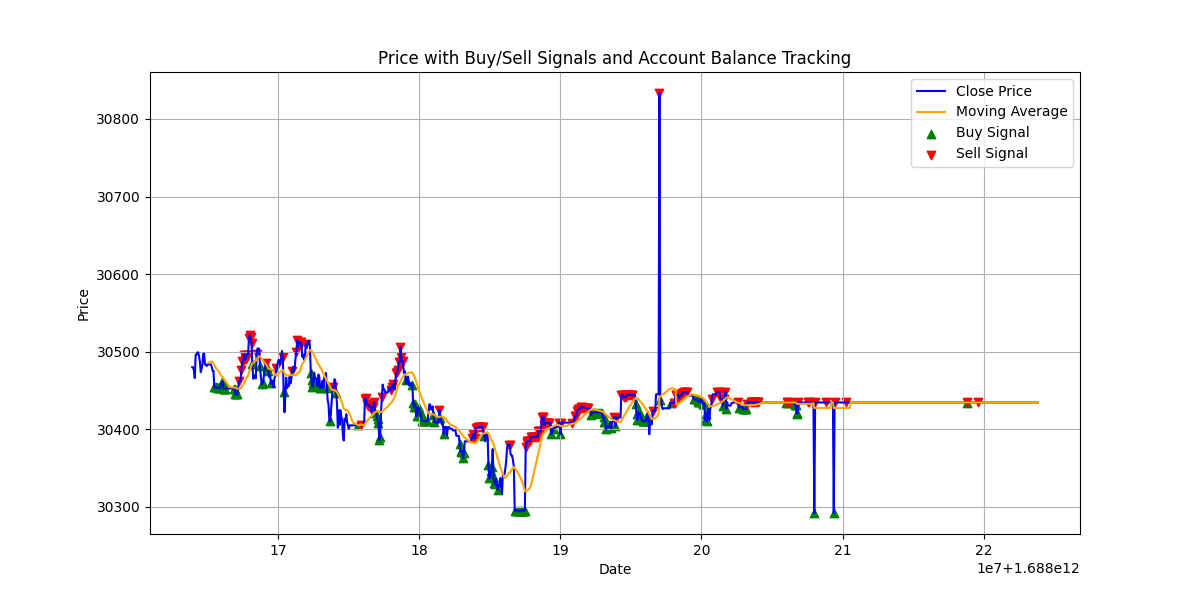 Price with Buy/Sell Signals and Account Balance Tracking
Close Price
Moving Average
Buy Signal
Sell Signal
30800
30700
30600
30500
30400
30300
Price
17 18 19 20 21 22
Date
1e7+1.688e12